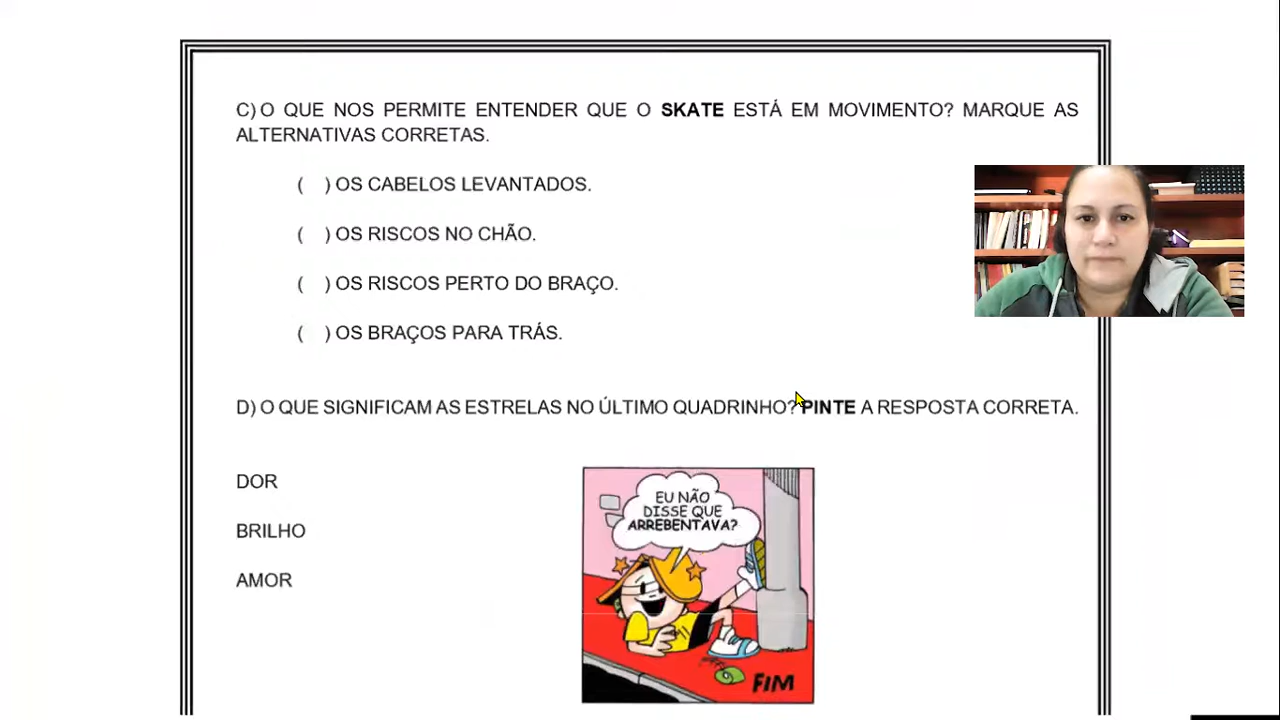 C) O QUE NOS PERMITE ENTENDER QUE O SKATE ESTÁ EM MOVIMENTO? MARQUE AS
ALTERNATIVAS CORRETAS.
( ) OS CABELOS LEVANTADOS.
( ) OS RISCOS NO CHÃO.
( ) OS RISCOS PERTO DO BRAÇO.
( ) OS BRAÇOS PARA TRÁS.
D) O QUE SIGNIFICAM AS ESTRELAS NO ÚLTIMO QUADRINHO? PINTE A RESPOSTA CORRETA.
DOR
BRILHO
AMOR
EU NÃO
DISSE QUE
ARREBENTAVA?
FIM